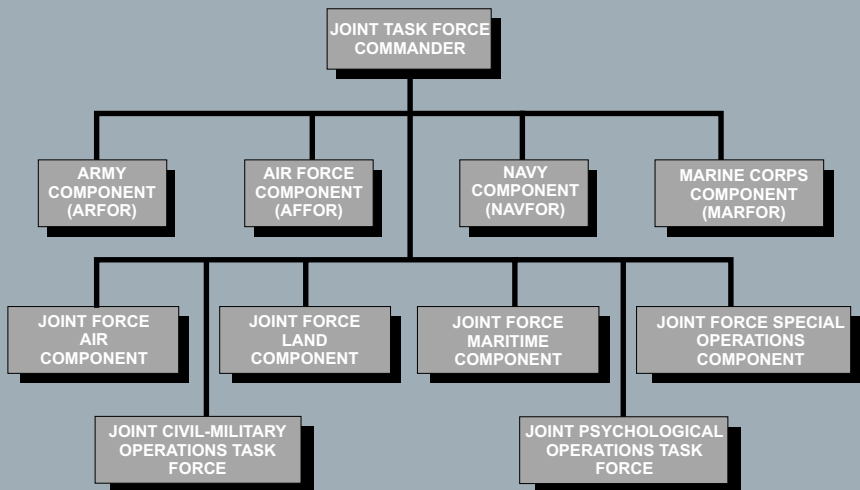 JOINT TASK FORCE
COMMANDER
ARMY
COMPONENT
(ARFOR)
AIR FORCE
COMPONENT
(AFFOR)
NAVY
COMPONENT
(NAVFOR)
MARINE CORPS
COMPONENT
(MARFOR)
JOINT FORCE
AIR
COMPONENT
JOINT FORCE
LAND
COMPONENT
JOINT FORCE
MARITIME
COMPONENT
JOINT FORCE SPECIAL
OPERATIONS
COMPONENT
JOINT CIVIL-MILITARY
OPERATIONS TASK
FORCE
JOINT PSYCHOLOGICAL
OPERATIONS TASK
FORCE